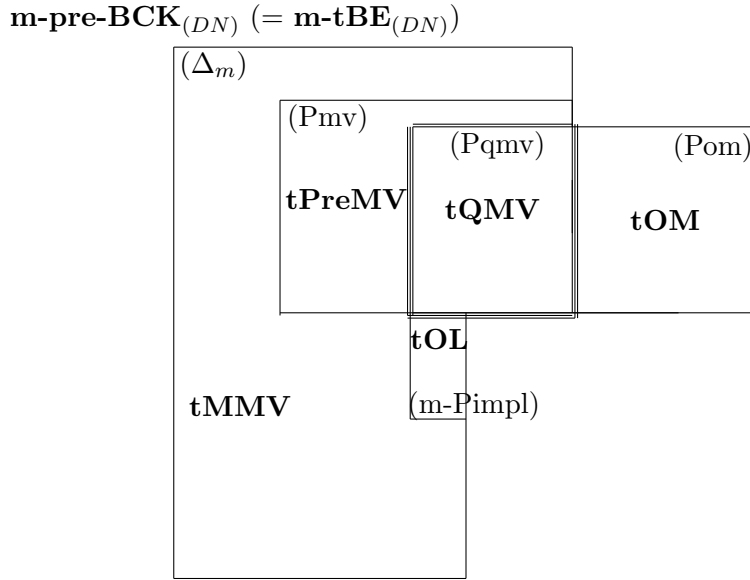 m-pre-BCK(DN) (= m-tBE(DN))
(Δm)
(Pmv)
(Pqmv)
(Pom)
tPreMV
tQMV
tOM
tOL
tMMV
(m-Pimpl)